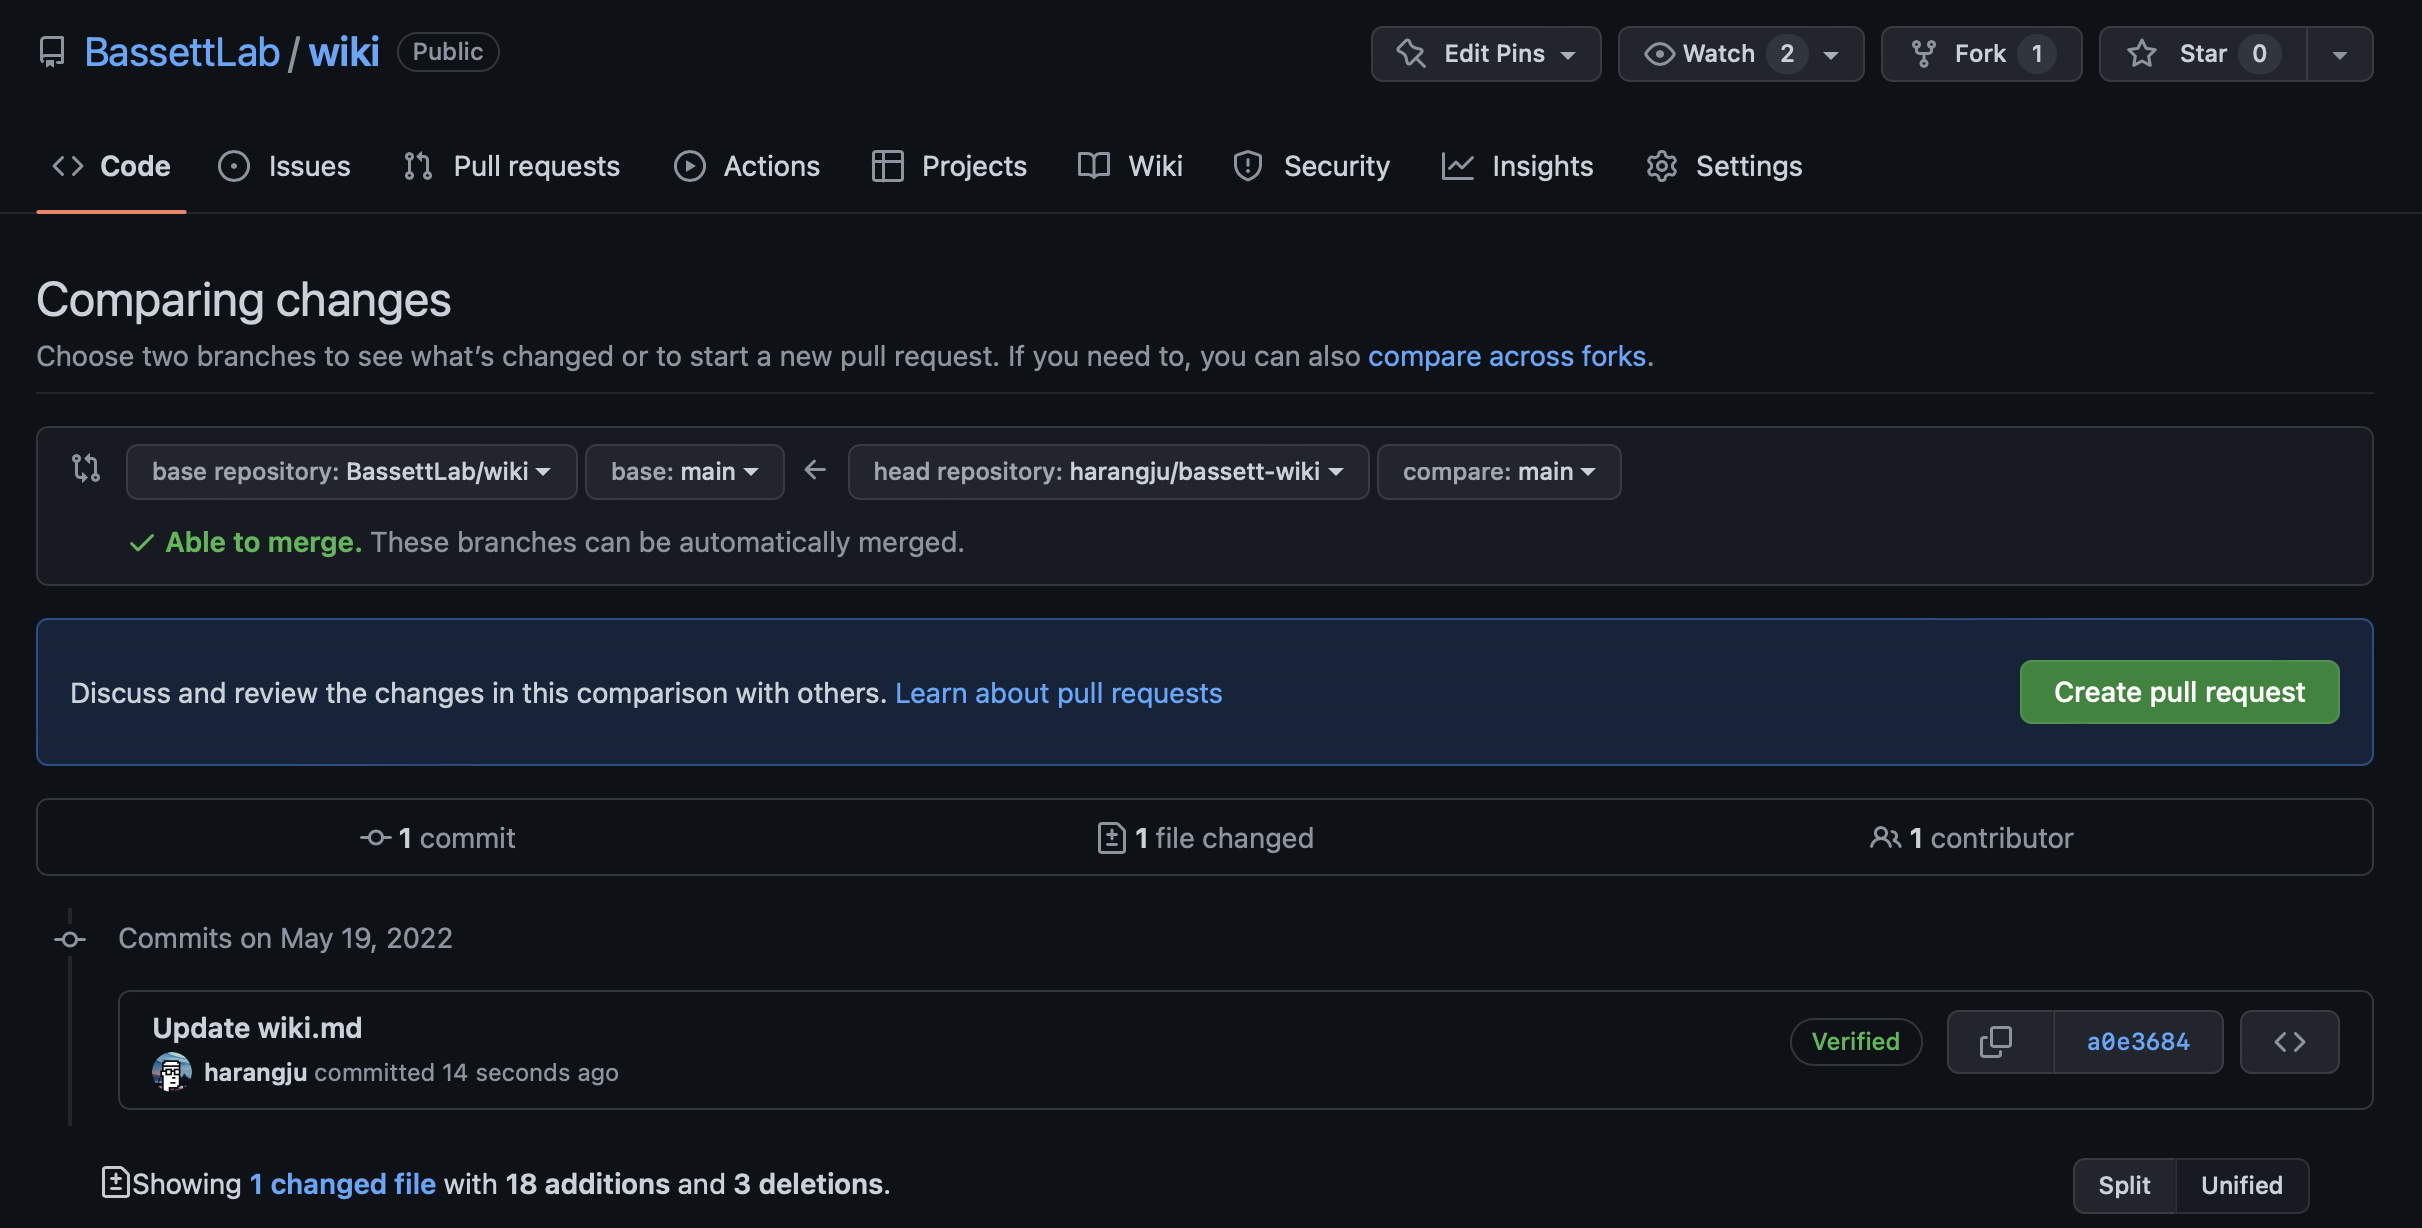 BassettLab / wiki Public Edit Pins Watch 2 Fork 1 Star 0
Code Issues Pull requests Actions Projects Wiki Security Insights Settings
Comparing changes
Choose two branches to see what’s changed or to start a new pull request. If you need to, you can also compare across forks.
base repository: BassettLab/wiki base: main head repository: harangju/bassett-wiki compare: main
Able to merge. These branches can be automatically merged.
Discuss and review the changes in this comparison with others. Learn about pull requests Create pull request
1 commit 1 file changed 1 contributor
Commits on May 19, 2022
Update wiki.md
harangju committed 14 seconds ago
Verified a0e3684
Showing 1 changed file with 18 additions and 3 deletions. Split Unified